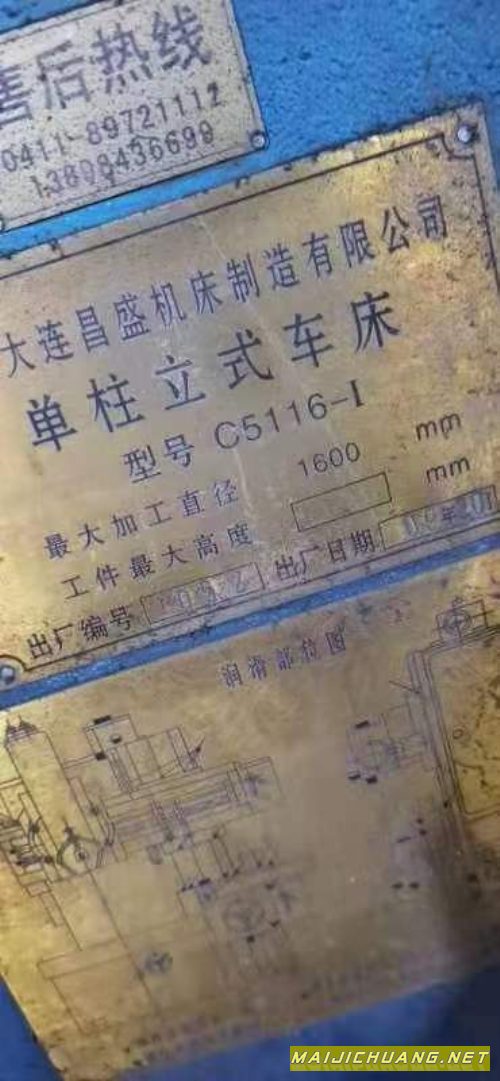 售后热线
0411-89721112
13898436699
大连昌盛机床制造有限公司
单柱立式车床
型号 C5116-I
最大加工直径 1600 mm
工件最大高度 mm
出厂编号 出厂日期 年
润滑部位图
MAIJICHUANG.NET